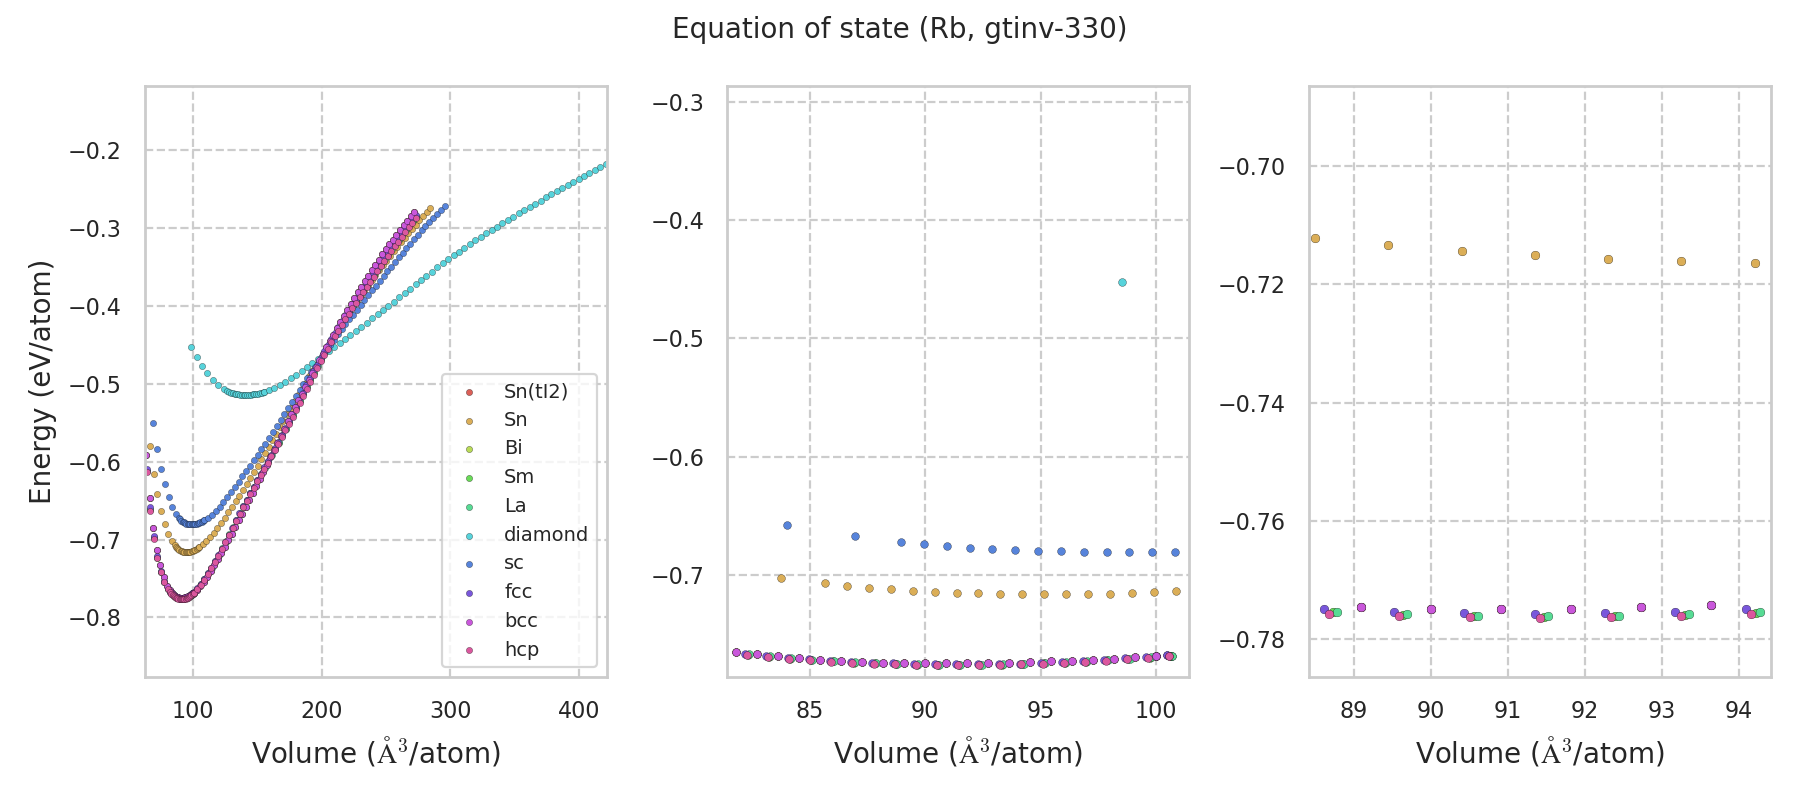 Equation of state (Rb, gtinv-330)
Energy (eV/atom)
−0.2
−0.3
−0.4
−0.5
−0.6
−0.7
−0.8
100
200
300
400
Volume (Å³/atom)
Sn(tI2)
Sn
Bi
Sm
La
diamond
sc
fcc
bcc
hcp
−0.3
−0.4
−0.5
−0.6
−0.7
85
90
95
100
Volume (Å³/atom)
−0.70
−0.72
−0.74
−0.76
−0.78
89
90
91
92
93
94
Volume (Å³/atom)